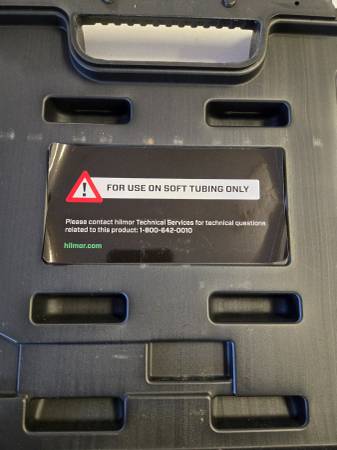 FOR USE ON SOFT TUBING ONLY
Please contact hilmor Technical Services for technical questions
related to this product: 1-800-642-0010
hilmor.com